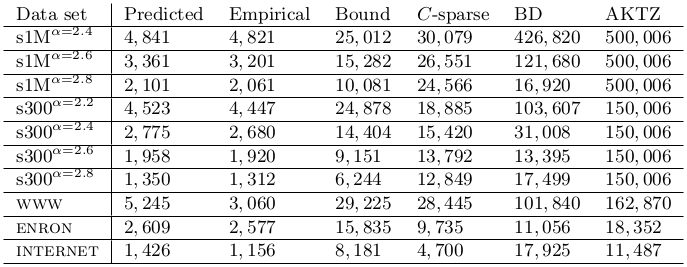 Data set Predicted Empirical Bound C-sparse BD AKTZ
s1M^α=2.4 4,841 4,821 25,012 30,079 426,820 500,006
s1M^α=2.6 3,361 3,201 15,282 26,551 121,680 500,006
s1M^α=2.8 2,101 2,061 10,081 24,566 16,920 500,006
s300^α=2.2 4,523 4,447 24,878 18,885 103,607 150,006
s300^α=2.4 2,775 2,680 14,404 15,420 31,008 150,006
s300^α=2.6 1,958 1,920 9,151 13,792 13,395 150,006
s300^α=2.8 1,350 1,312 6,244 12,849 17,499 150,006
WWW 5,245 3,060 29,225 28,445 101,840 162,870
ENRON 2,609 2,577 15,835 9,735 11,056 18,352
INTERNET 1,426 1,156 8,181 4,700 17,925 11,487